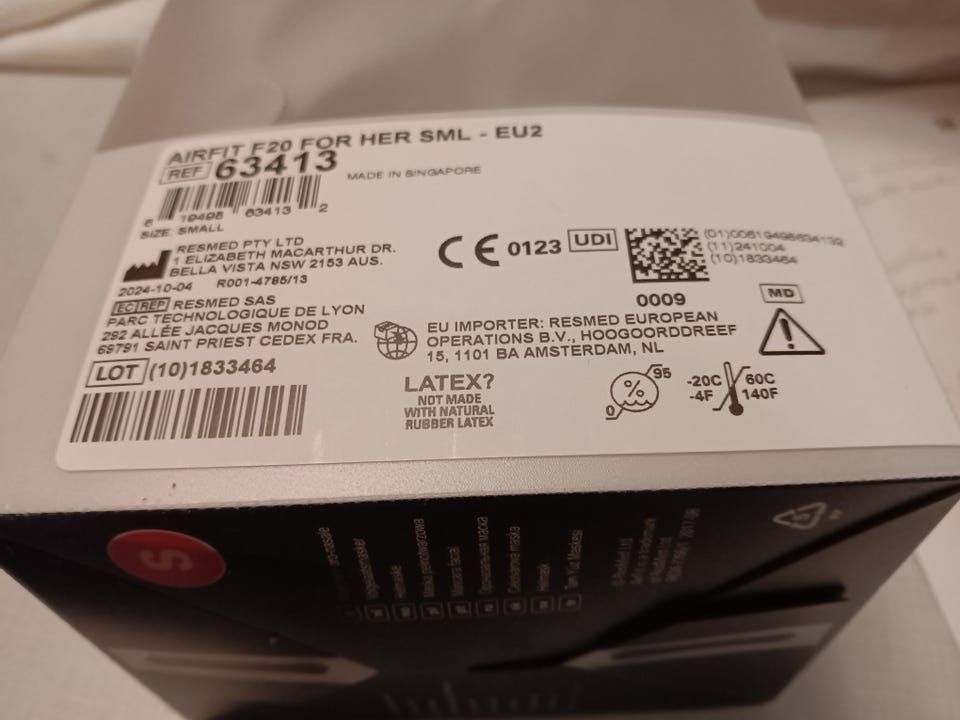 AIRFIT F20 FOR HER SML - EU2
REF 63413
MADE IN SINGAPORE
6 19498 63413 2
SIZE: SMALL
RESMED PTY LTD
1 ELIZABETH MACARTHUR DR.
BELLA VISTA NSW 2153 AUS.
2024-10-04 R001-4785/13
EC REP RESMED SAS
PARC TECHNOLOGIQUE DE LYON
292 ALLÉE JACQUES MONOD
69791 SAINT PRIEST CEDEX FRA.
LOT (10)1833464
CE 0123 UDI
(01)00619498634132
(11)241004
(10)1833464
0009
MD
EU IMPORTER: RESMED EUROPEAN
OPERATIONS B.V., HOOGOORDDREEF
15, 1101 BA AMSTERDAM, NL
LATEX?
NOT MADE
WITH NATURAL
RUBBER LATEX
0 % 95
-20C 60C
-4F 140F
S